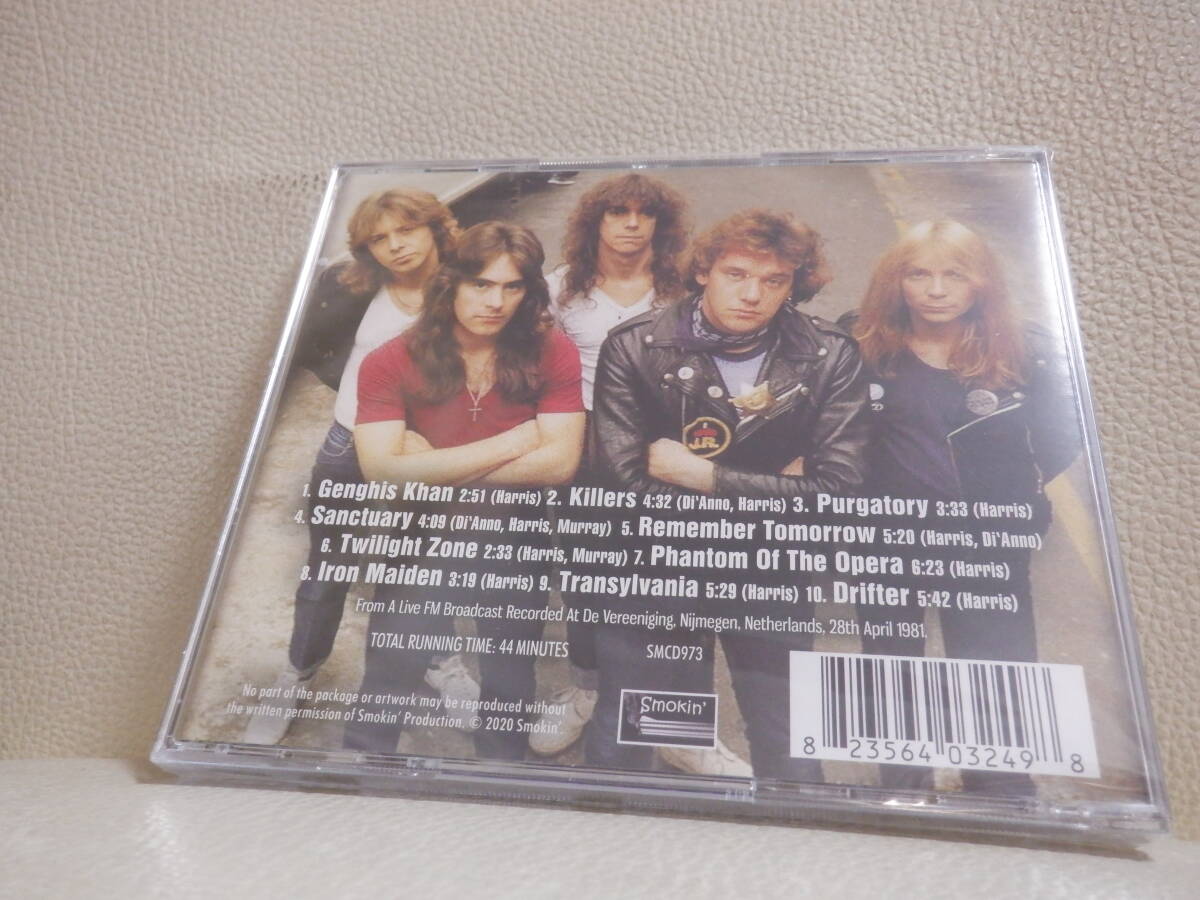 1. Genghis Khan 2:51 (Harris) 2. Killers 4:32 (Di'Anno, Harris) 3. Purgatory 3:33 (Harris)
4. Sanctuary 4:09 (Di'Anno, Harris, Murray) 5. Remember Tomorrow 5:20 (Harris, Di'Anno)
6. Twilight Zone 2:33 (Harris, Murray) 7. Phantom Of The Opera 6:23 (Harris)
8. Iron Maiden 3:19 (Harris) 9. Transylvania 5:29 (Harris) 10. Drifter 5:42 (Harris)
From A Live FM Broadcast Recorded At De Vereeniging, Nijmegen, Netherlands, 28th April 1981.
TOTAL RUNNING TIME: 44 MINUTES SMCD973
No part of the package or artwork may be reproduced without
the written permission of Smokin' Production. © 2020 Smokin'.
Smokin'
8 23564 03249 8
J.R.